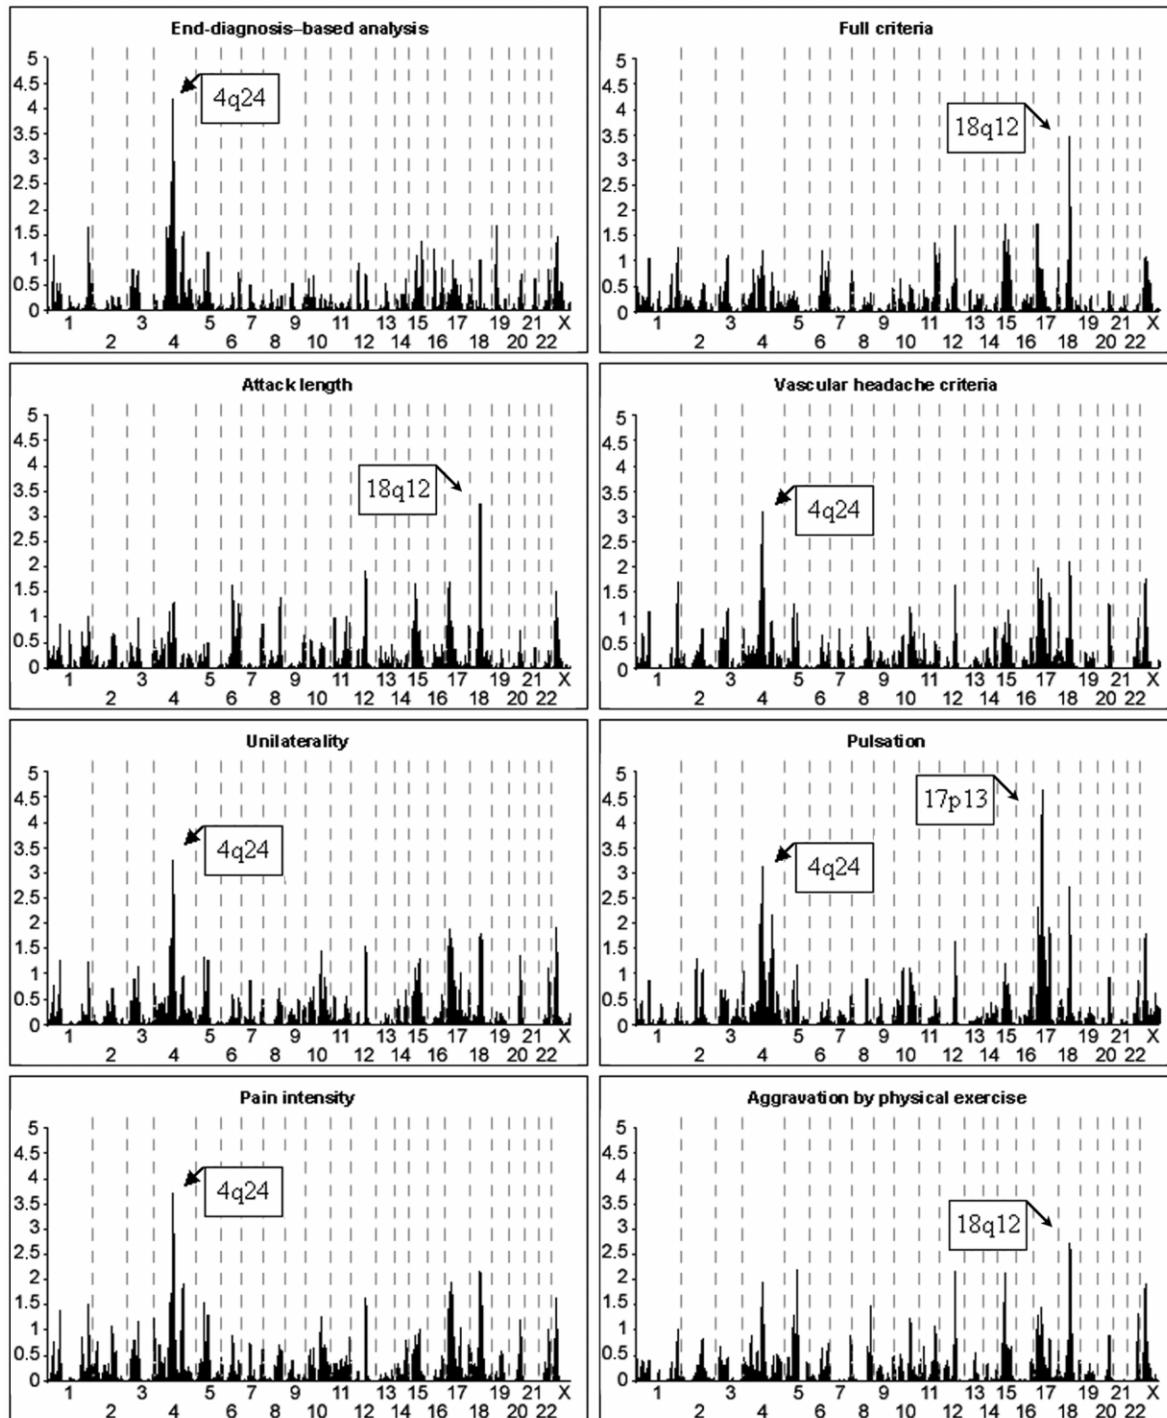 End-diagnosis–based analysis
5
4.5
4
3.5
3
2.5
2
1.5
1
0.5
0
4q24
1 3 5 7 9 11 13 15 17 19 21 X
2 4 6 8 10 12 14 16 18 20 22
Full criteria
5
4.5
4
3.5
3
2.5
2
1.5
1
0.5
0
18q12
1 3 5 7 9 11 13 15 17 19 21 X
2 4 6 8 10 12 14 16 18 20 22
Attack length
5
4.5
4
3.5
3
2.5
2
1.5
1
0.5
0
18q12
1 3 5 7 9 11 13 15 17 19 21 X
2 4 6 8 10 12 14 16 18 20 22
Vascular headache criteria
5
4.5
4
3.5
3
2.5
2
1.5
1
0.5
0
4q24
1 3 5 7 9 11 13 15 17 19 21 X
2 4 6 8 10 12 14 16 18 20 22
Unilaterality
5
4.5
4
3.5
3
2.5
2
1.5
1
0.5
0
4q24
1 3 5 7 9 11 13 15 17 19 21 X
2 4 6 8 10 12 14 16 18 20 22
Pulsation
5
4.5
4
3.5
3
2.5
2
1.5
1
0.5
0
17p13
4q24
1 3 5 7 9 11 13 15 17 19 21 X
2 4 6 8 10 12 14 16 18 20 22
Pain intensity
5
4.5
4
3.5
3
2.5
2
1.5
1
0.5
0
4q24
1 3 5 7 9 11 13 15 17 19 21 X
2 4 6 8 10 12 14 16 18 20 22
Aggravation by physical exercise
5
4.5
4
3.5
3
2.5
2
1.5
1
0.5
0
18q12
1 3 5 7 9 11 13 15 17 19 21 X
2 4 6 8 10 12 14 16 18 20 22